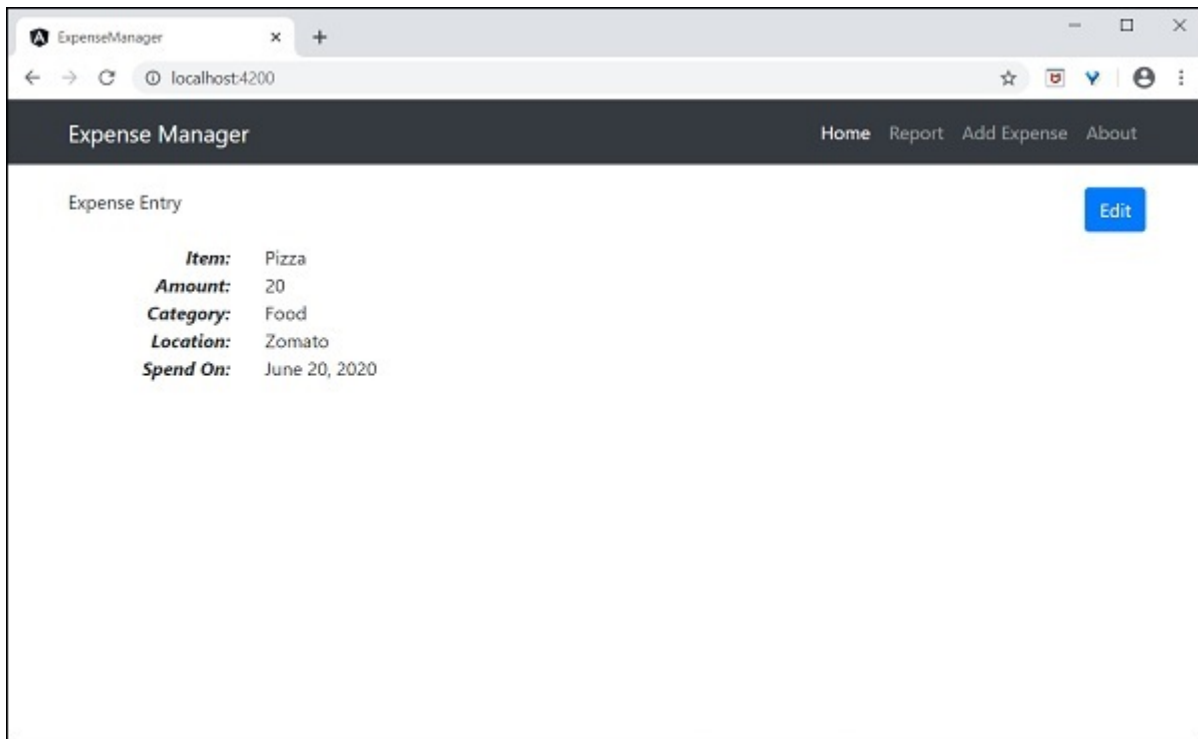 ExpenseManager
localhost:4200
Expense Manager Home Report Add Expense About
Expense Entry Edit
Item: Pizza
Amount: 20
Category: Food
Location: Zomato
Spend On: June 20, 2020